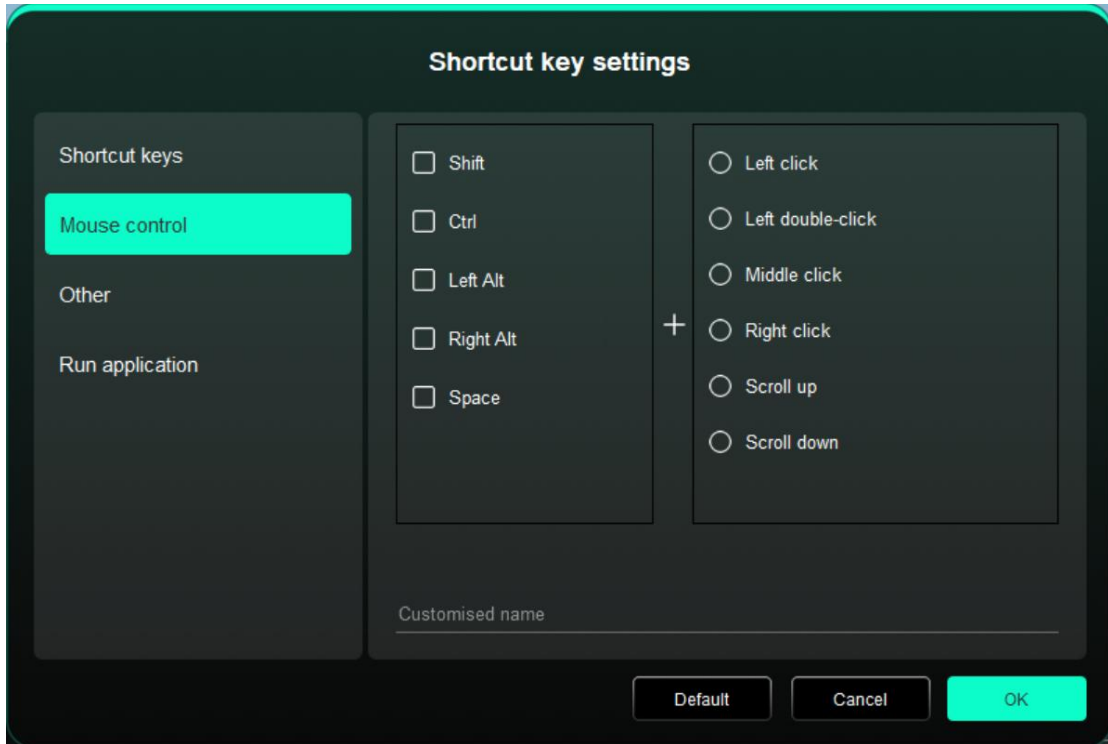 Shortcut key settings
Shortcut keys
Mouse control
Other
Run application
Shift
Ctrl
Left Alt
Right Alt
Space
+
Left click
Left double-click
Middle click
Right click
Scroll up
Scroll down
Customised name
Default
Cancel
OK